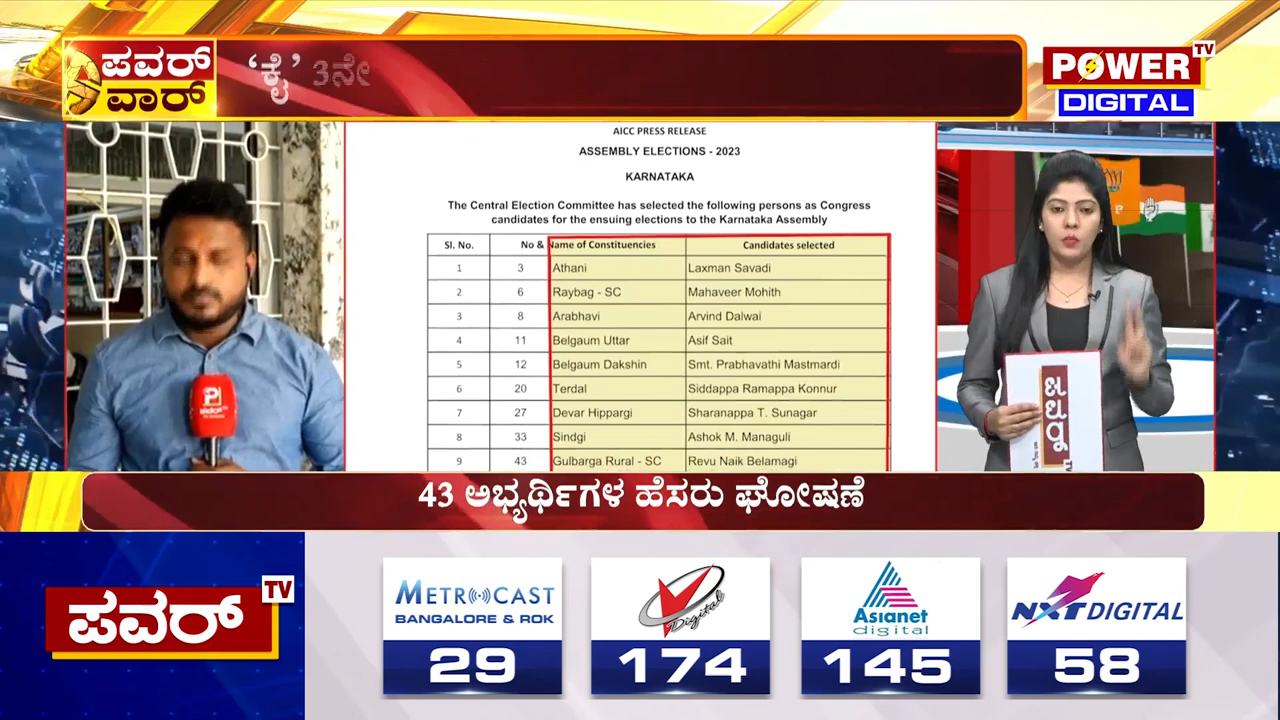 ಪವರ್
ವಾರ್
‘ಕೈ’ 3ನೇ
POWER TV
DIGITAL
AICC PRESS RELEASE
ASSEMBLY ELECTIONS - 2023
KARNATAKA
The Central Election Committee has selected the following persons as Congress
candidates for the ensuing elections to the Karnataka Assembly
Sl. No. No & Name of Constituencies Candidates selected
1 3 Athani Laxman Savadi
2 6 Raybag - SC Mahaveer Mohith
3 8 Arabhavi Arvind Dalwai
4 11 Belgaum Uttar Asif Sait
5 12 Belgaum Dakshin Smt. Prabhavathi Mastmardi
6 20 Terdal Siddappa Ramappa Konnur
7 27 Devar Hippargi Sharanappa T. Sunagar
8 33 Sindgi Ashok M. Managuli
9 43 Gulbarga Rural - SC Revu Naik Belamagi
ಪವರ್ TV
43 ಅಭ್ಯರ್ಥಿಗಳ ಹೆಸರು ಘೋಷಣೆ
ಪವರ್ TV
METROCAST
BANGALORE & ROK
29
Digital
174
Asianet
digital
145
NXTDIGITAL
58